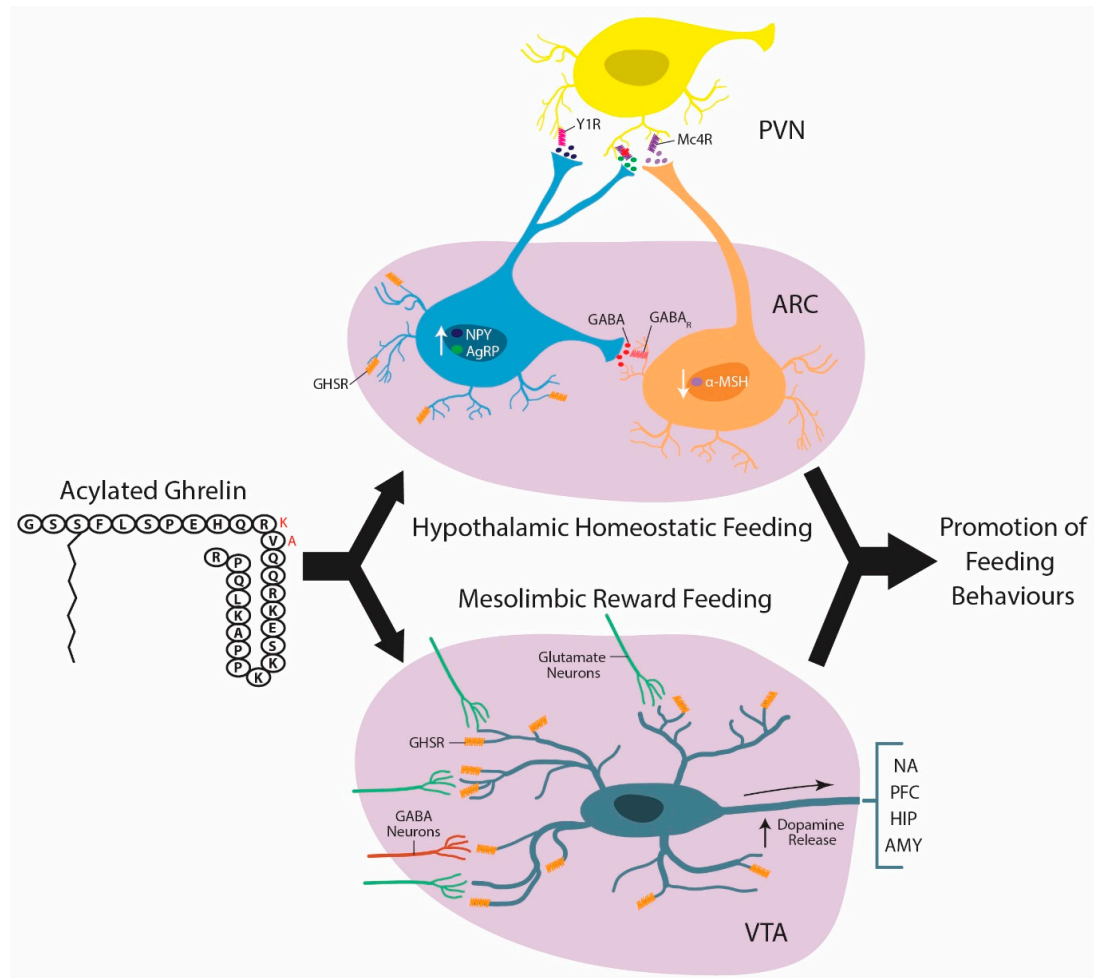 PVN
Y1R
Mc4R
ARC
GABA
GABA_R
NPY
AgRP
α-MSH
GHSR
Acylated Ghrelin
G S S F L S P E H Q R K
V A
Q
Q
R
K
E
S
K
K
P
P
A
K
L
Q
P
R
Hypothalamic Homeostatic Feeding
Mesolimbic Reward Feeding
Promotion of
Feeding
Behaviours
Glutamate
Neurons
GHSR
GABA
Neurons
Dopamine
Release
NA
PFC
HIP
AMY
VTA